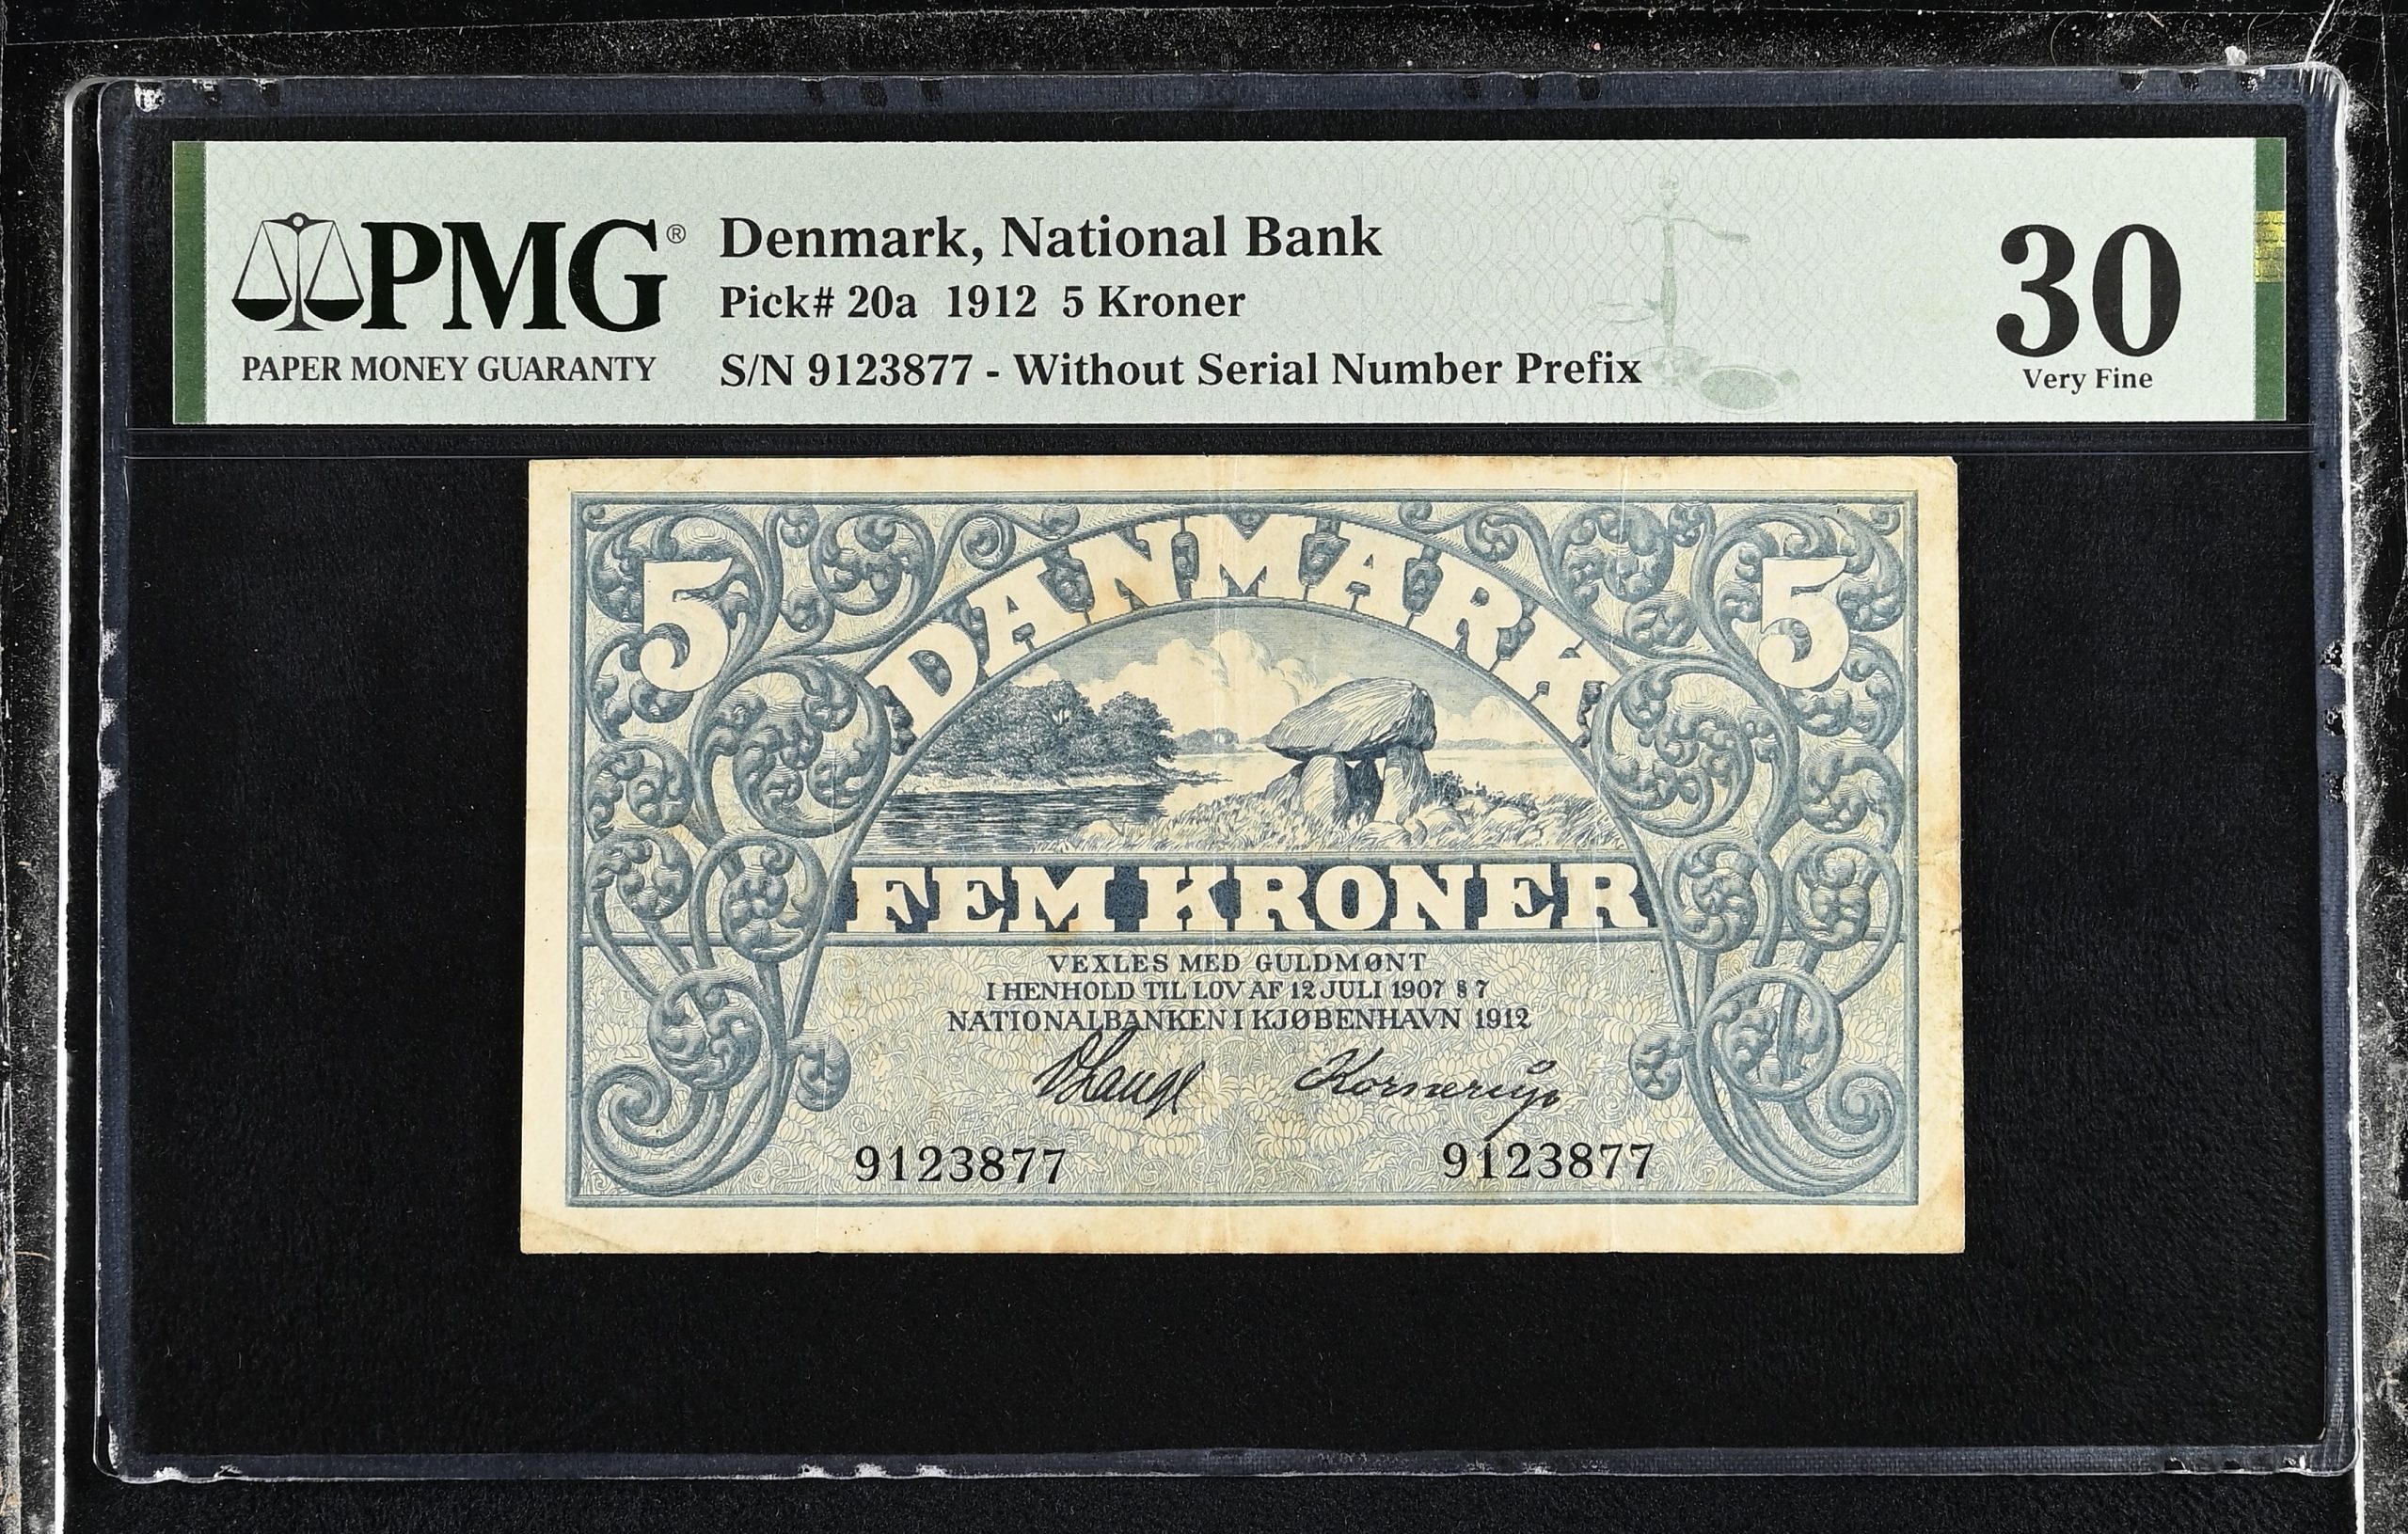 PMG®
PAPER MONEY GUARANTY
Denmark, National Bank
Pick# 20a 1912 5 Kroner
S/N 9123877 - Without Serial Number Prefix
30
Very Fine
5 DANMARK 5
FEM KRONER
VEXLES MED GULDMØNT
I HENHOLD TIL LOV AF 12 JULI 1907 § 7
NATIONALBANKEN I KJØBENHAVN 1912
VLange Kornerup
9123877 9123877